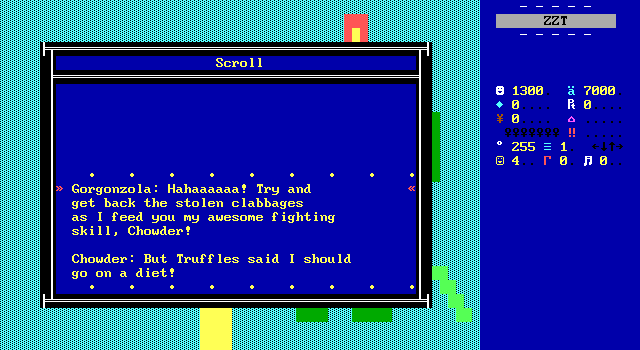 ZZT
Scroll
1300 7000
0 0
0
255 1
4 0 0
Gorgonzola: Hahaaaaaa! Try and
get back the stolen clabbages
as I feed you my awesome fighting
skill, Chowder!
Chowder: But Truffles said I should
go on a diet!